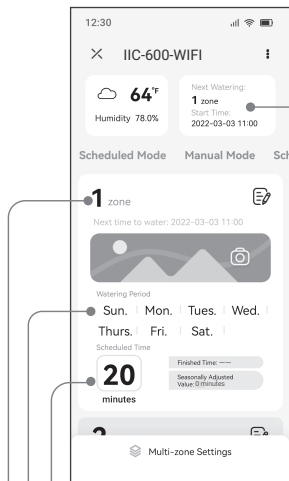 12:30
IIC-600-WIFI
64°F
Humidity 78.0%
Next Watering:
1 zone
Start Time:
2022-03-03 11:00
Scheduled Mode Manual Mode Sch
1 zone
Next time to water: 2022-03-03 11:00
Watering Period
Sun. Mon. Tues. Wed.
Thurs. Fri. Sat.
Scheduled Time
20
minutes
Finished Time: ——
Seasonally Adjusted
Value: 0 minutes
2
Multi-zone Settings